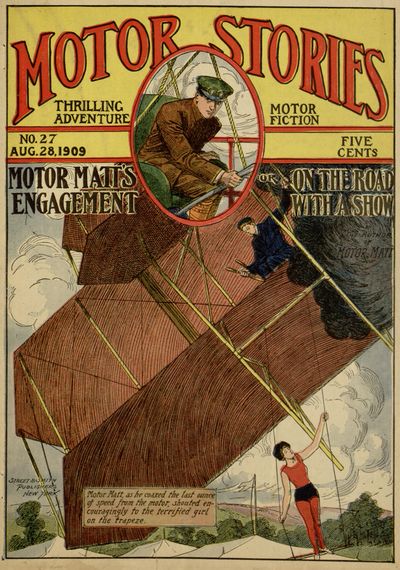 MOTOR STORIES
THRILLING
ADVENTURE
MOTOR
FICTION
NO. 27
AUG. 28, 1909
FIVE
CENTS
MOTOR MATT'S
ENGAGEMENT
OR
ON THE ROAD
WITH A SHOW
MOTOR MATT
STREET & SMITH
PUBLISHERS
NEW YORK
Motor Matt, as he coaxed the last ounce
of speed from the motor, shouted en-
couragingly to the terrified girl
on the trapeze.